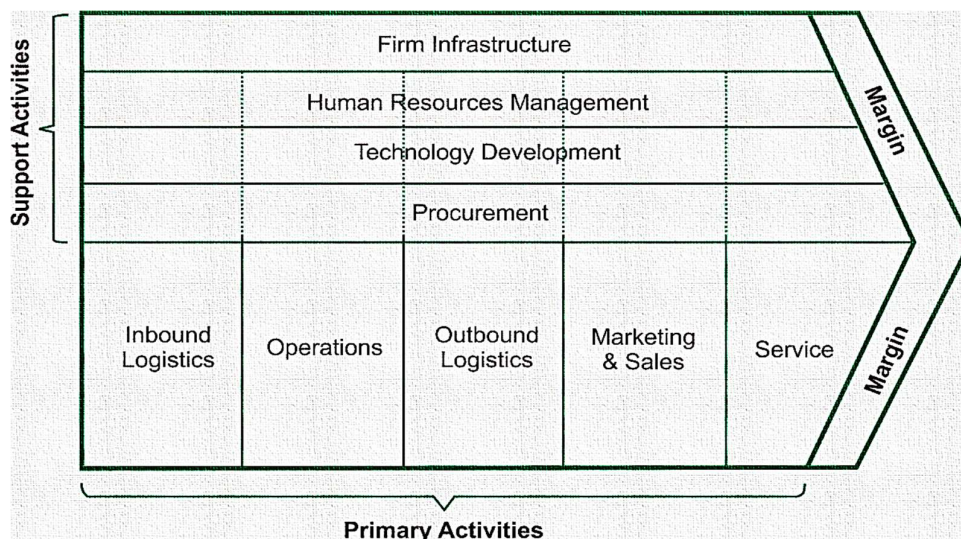 Support Activities
Firm Infrastructure
Human Resources Management
Technology Development
Procurement
Inbound
Logistics
Operations
Outbound
Logistics
Marketing
& Sales
Service
Margin
Margin
Primary Activities